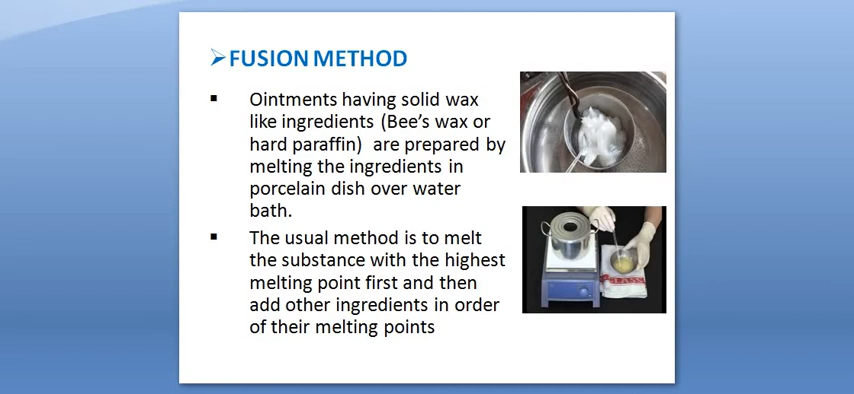 FUSION METHOD
Ointments having solid wax
like ingredients (Bee's wax or
hard paraffin) are prepared by
melting the ingredients in
porcelain dish over water
bath.
The usual method is to melt
the substance with the highest
melting point first and then
add other ingredients in order
of their melting points